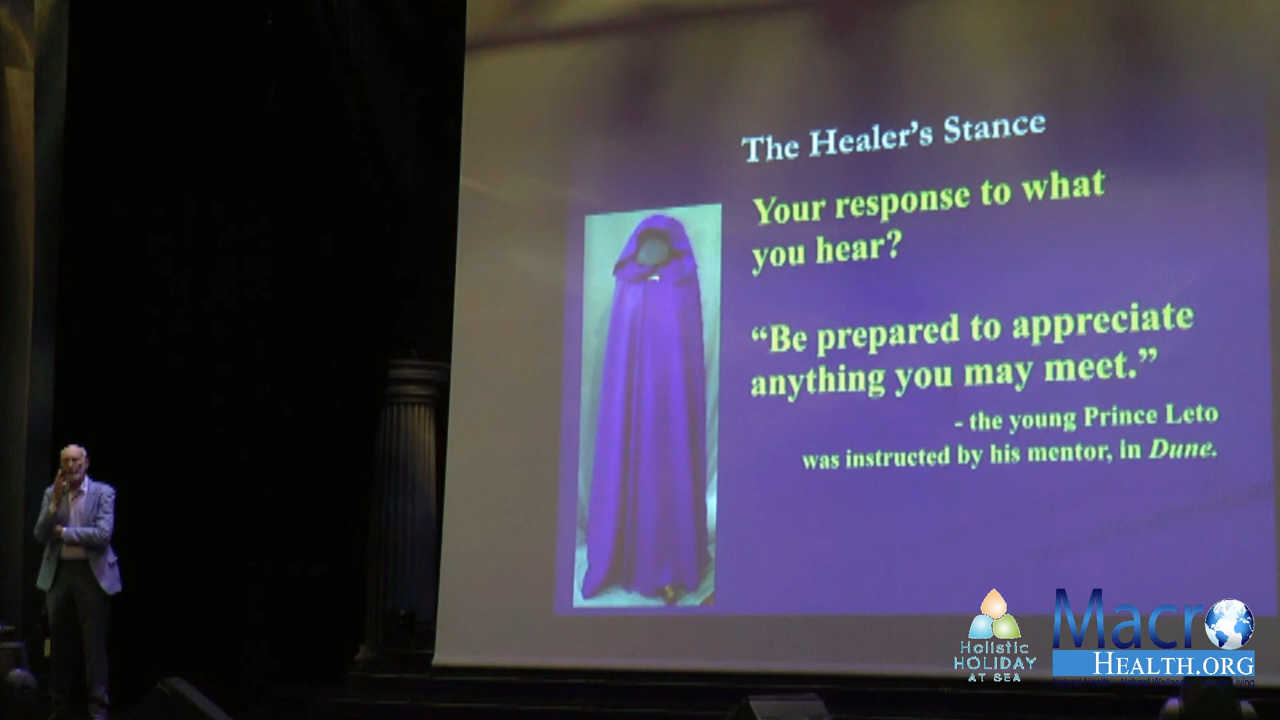 The Healer's Stance
Your response to what
you hear?
“Be prepared to appreciate
anything you may meet.”
- the young Prince Leto
was instructed by his mentor, in Dune.
Holistic
HOLIDAY
AT SEA
Macro
HEALTH.ORG